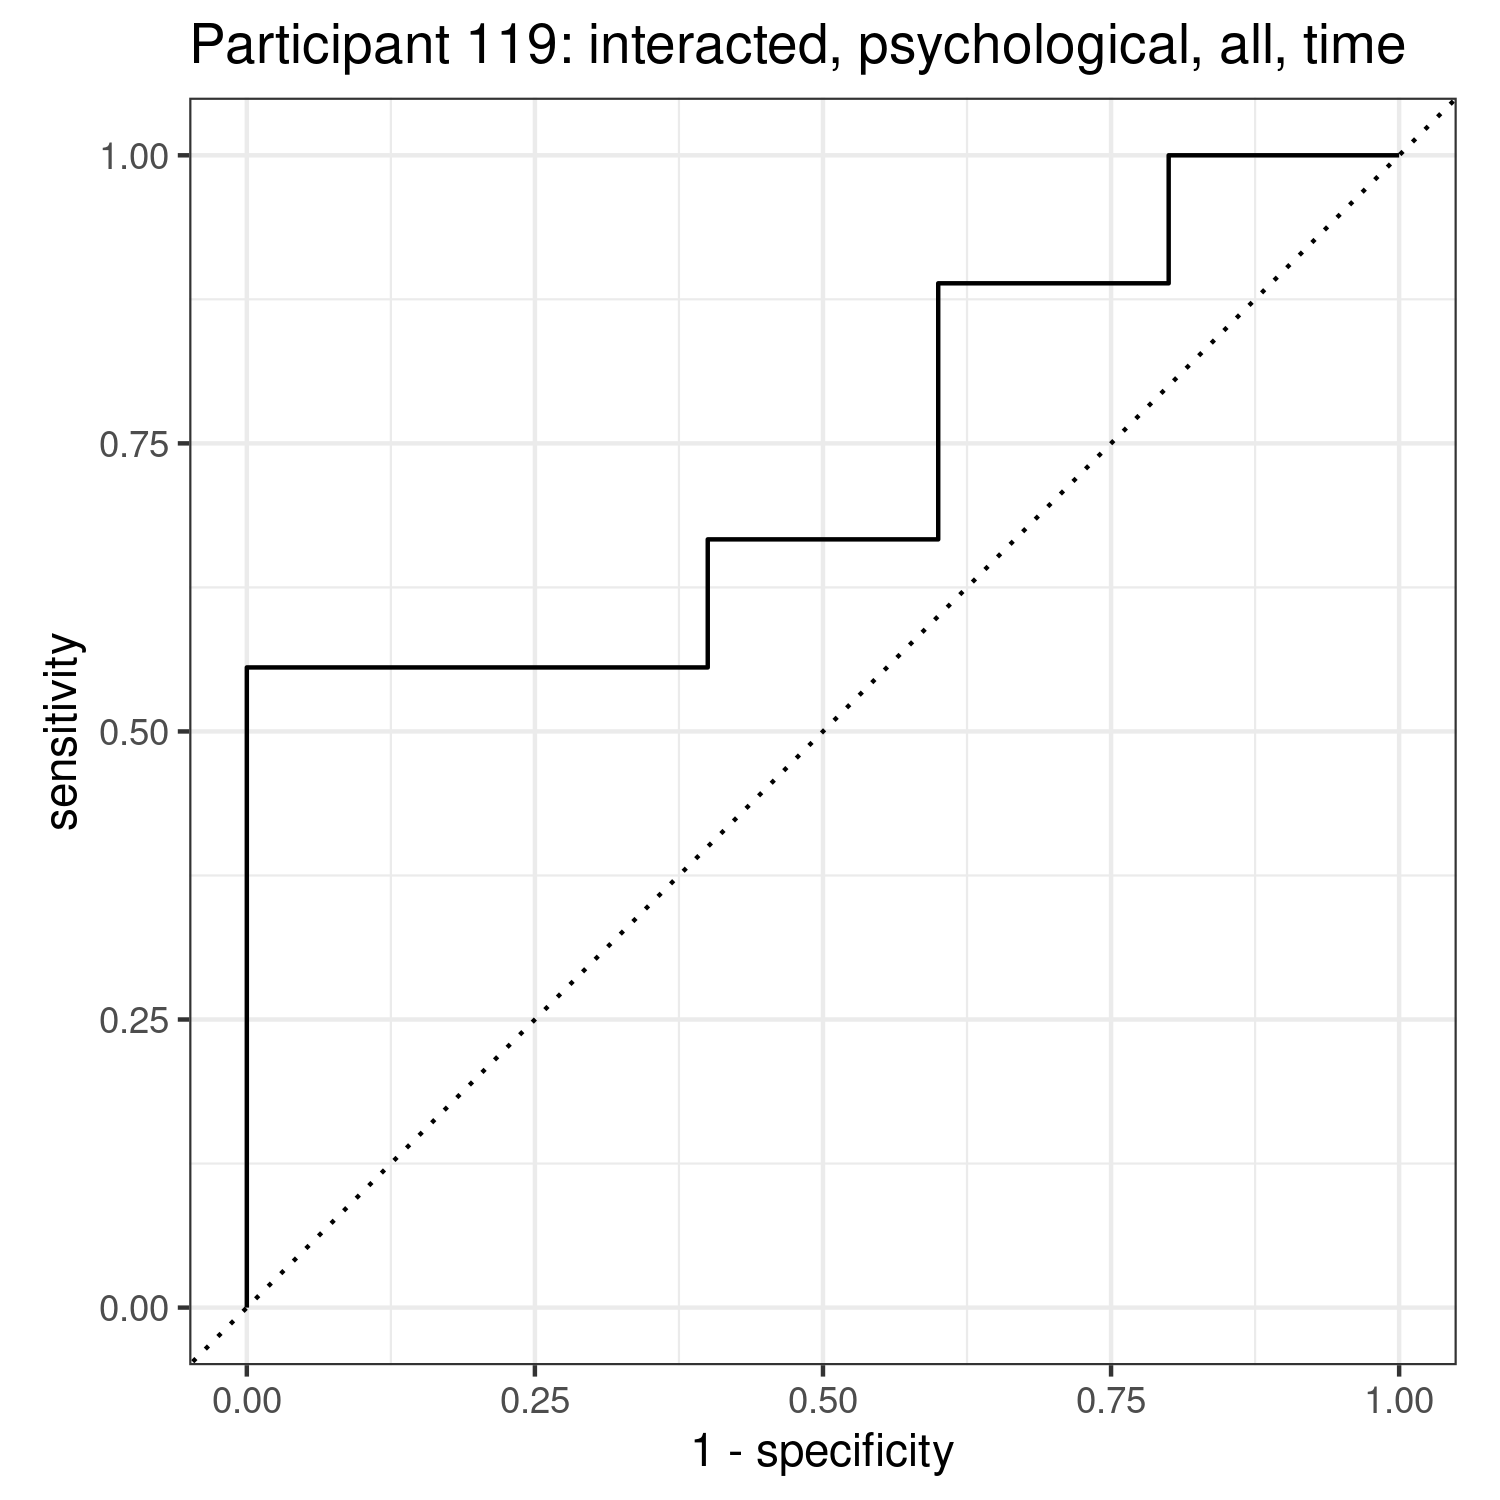 Participant 119: interacted, psychological, all, time
1.00
0.75
0.50
0.25
0.00
sensitivity
0.00 0.25 0.50 0.75 1.00
1 - specificity